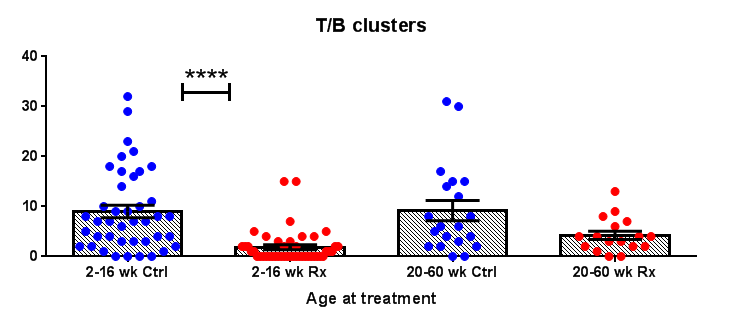 T/B clusters
****
40
30
20
10
0
2-16 wk Ctrl
2-16 wk Rx
20-60 wk Ctrl
20-60 wk Rx
Age at treatment